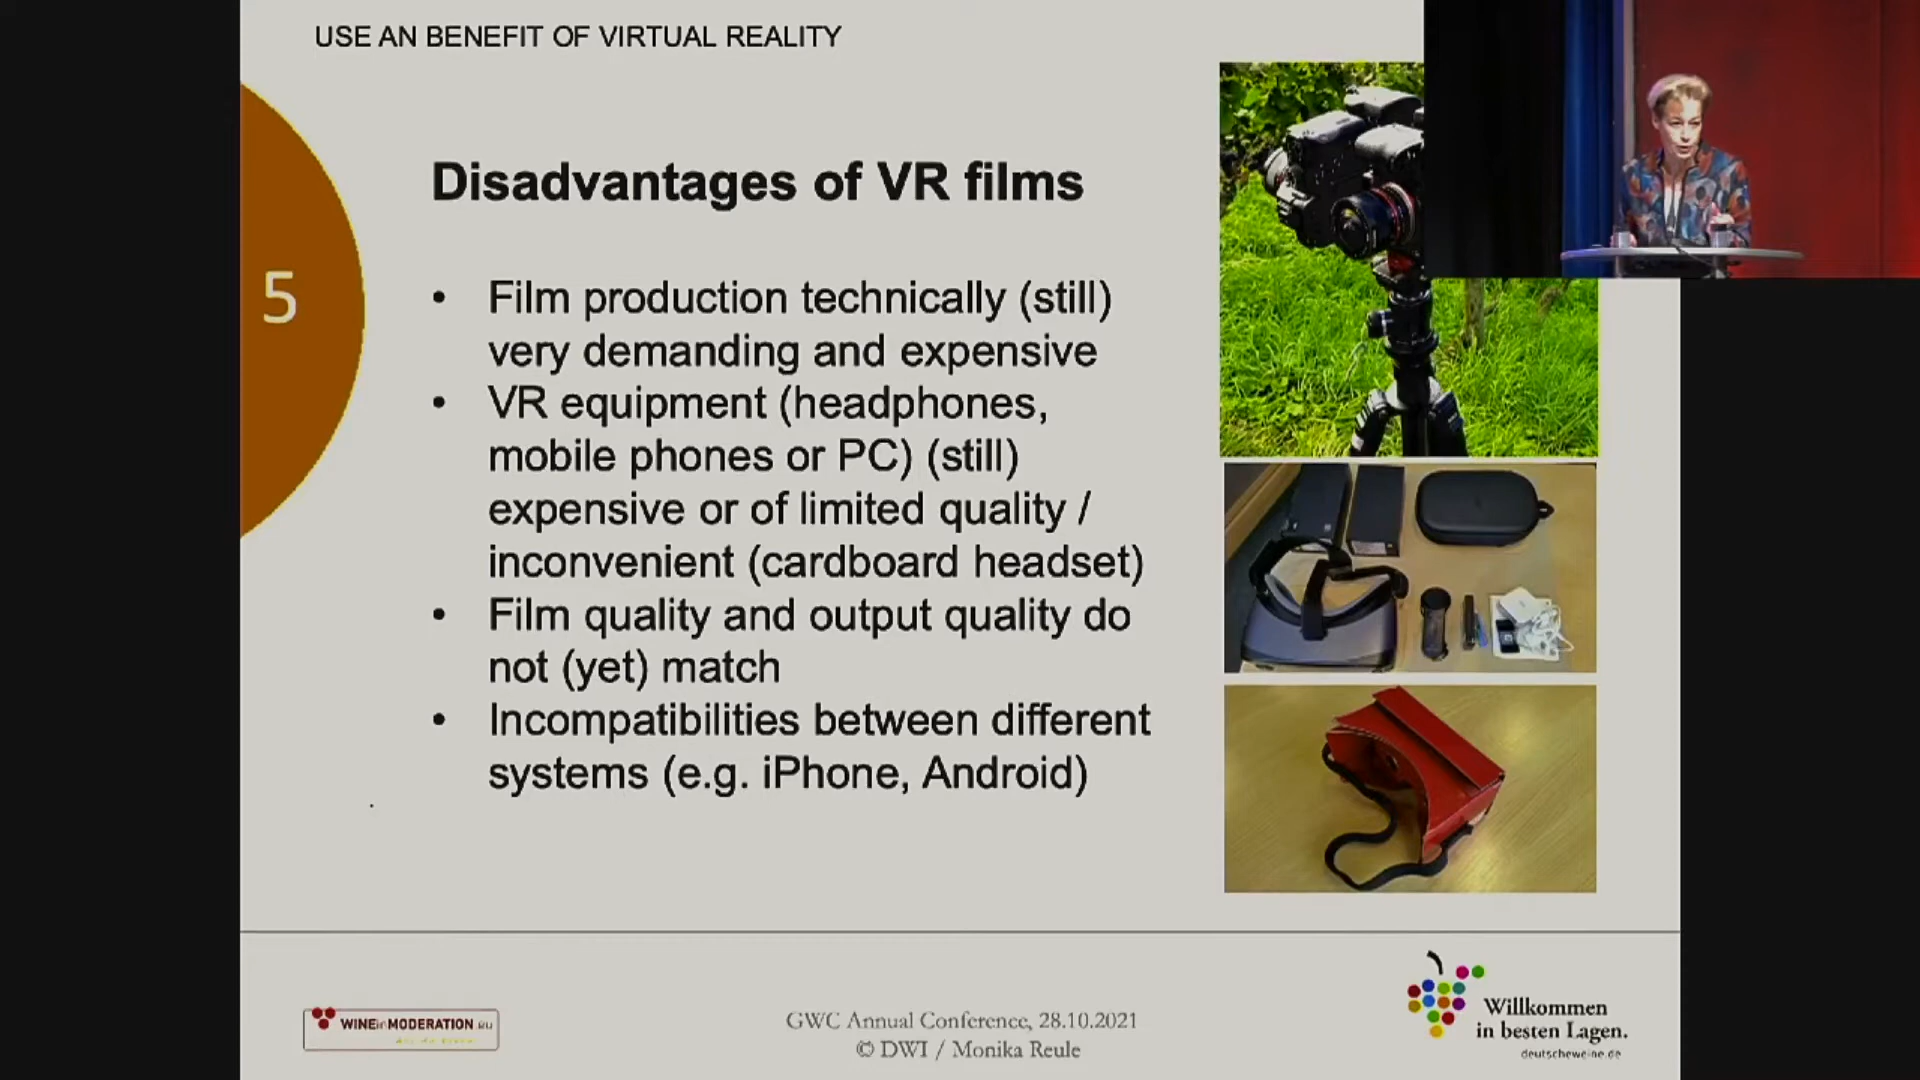 USE AN BENEFIT OF VIRTUAL REALITY
5
Disadvantages of VR films
• Film production technically (still)
very demanding and expensive
• VR equipment (headphones,
mobile phones or PC) (still)
expensive or of limited quality /
inconvenient (cardboard headset)
• Film quality and output quality do
not (yet) match
• Incompatibilities between different
systems (e.g. iPhone, Android)
WINEinMODERATION.eu
GWC Annual Conference, 28.10.2021
© DWI / Monika Reule
Willkommen
in besten Lagen.
deutscheweine.de